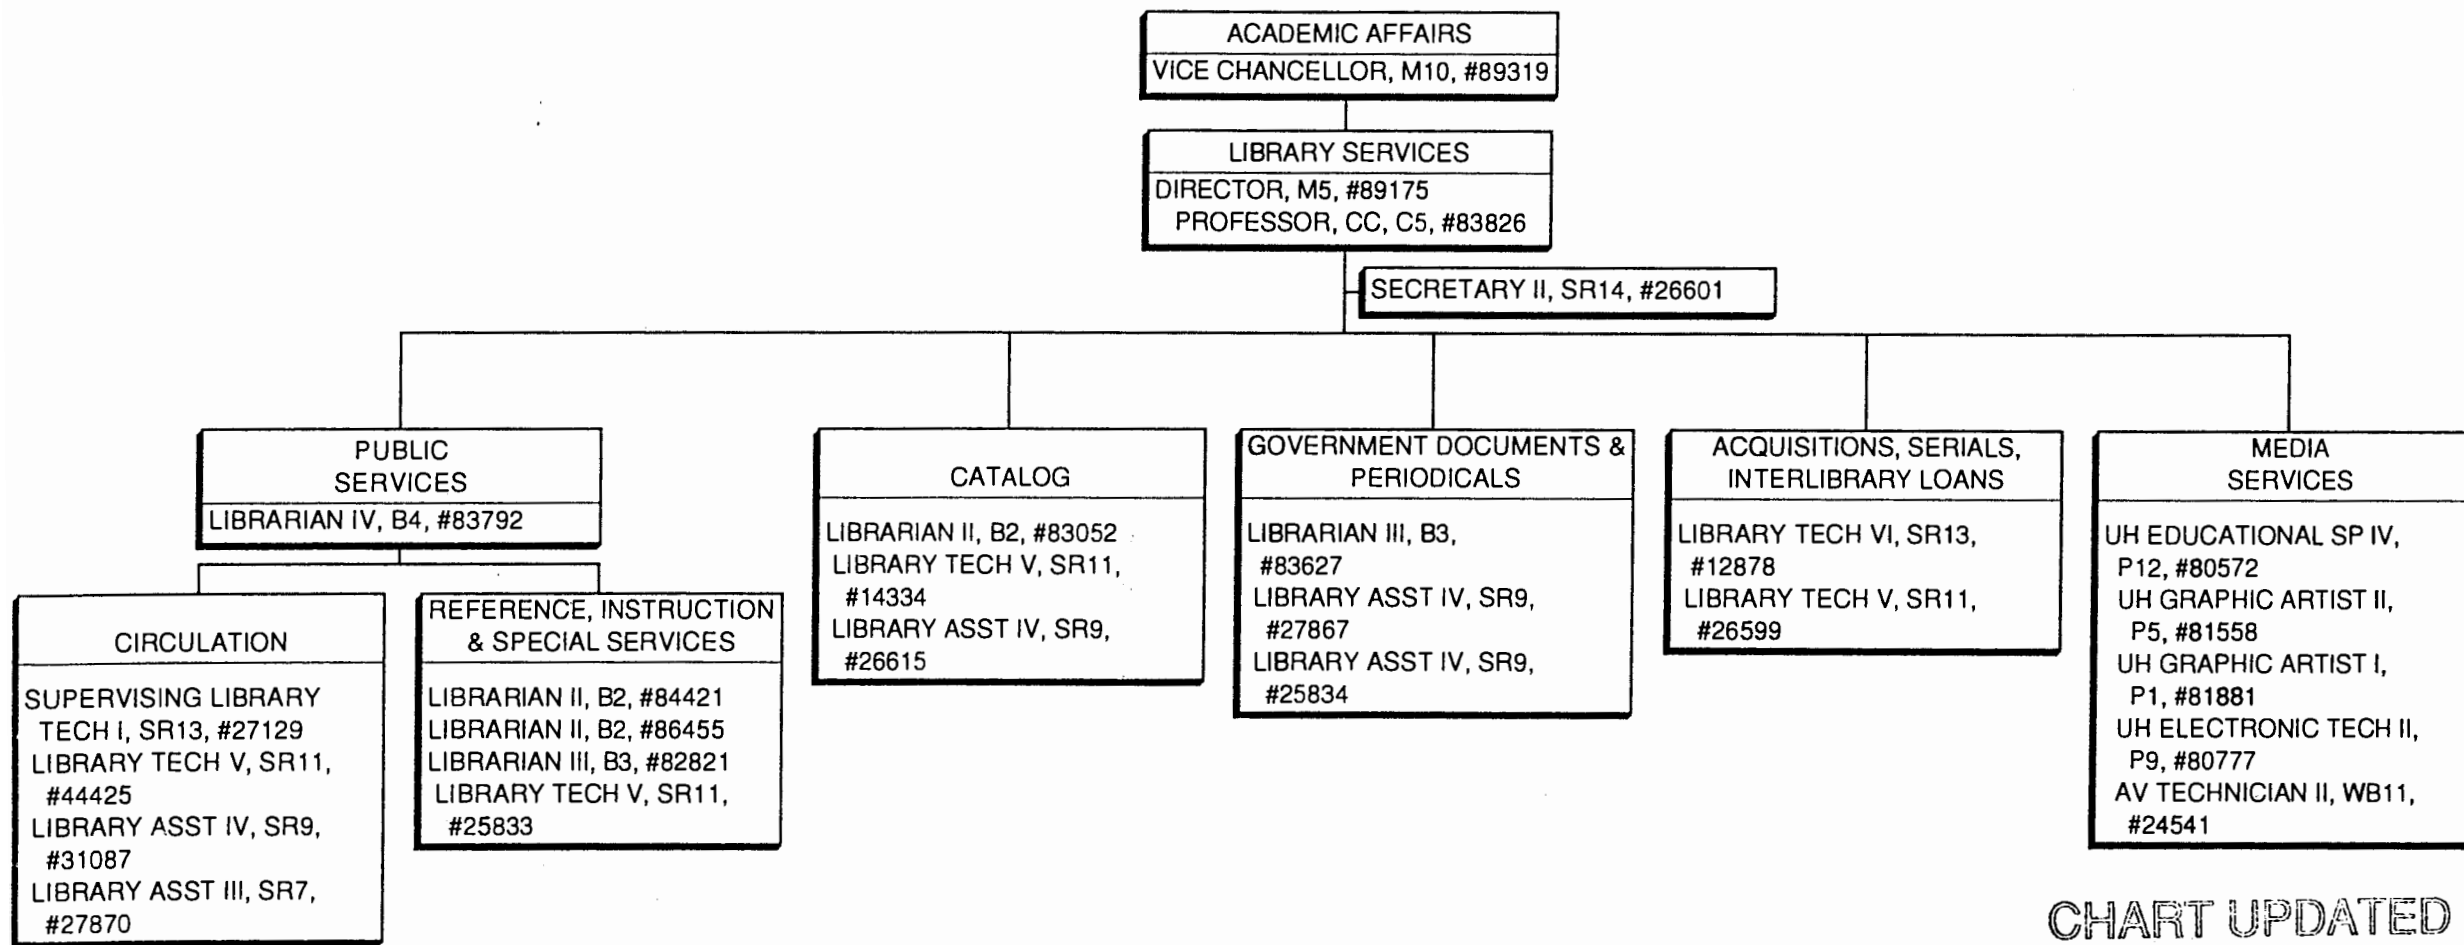 ACADEMIC AFFAIRS
VICE CHANCELLOR, M10, #89319
LIBRARY SERVICES
DIRECTOR, M5, #89175
PROFESSOR, CC, C5, #83826
SECRETARY II, SR14, #26601
PUBLIC
SERVICES
LIBRARIAN IV, B4, #83792
CIRCULATION
SUPERVISING LIBRARY
TECH I, SR13, #27129
LIBRARY TECH V, SR11,
#44425
LIBRARY ASST IV, SR9,
#31087
LIBRARY ASST III, SR7,
#27870
REFERENCE, INSTRUCTION
& SPECIAL SERVICES
LIBRARIAN II, B2, #84421
LIBRARIAN II, B2, #86455
LIBRARIAN III, B3, #82821
LIBRARY TECH V, SR11,
#25833
CATALOG
LIBRARIAN II, B2, #83052
LIBRARY TECH V, SR11,
#14334
LIBRARY ASST IV, SR9,
#26615
GOVERNMENT DOCUMENTS &
PERIODICALS
LIBRARIAN III, B3,
#83627
LIBRARY ASST IV, SR9,
#27867
LIBRARY ASST IV, SR9,
#25834
ACQUISITIONS, SERIALS,
INTERLIBRARY LOANS
LIBRARY TECH VI, SR13,
#12878
LIBRARY TECH V, SR11,
#26599
MEDIA
SERVICES
UH EDUCATIONAL SP IV,
P12, #80572
UH GRAPHIC ARTIST II,
P5, #81558
UH GRAPHIC ARTIST I,
P1, #81881
UH ELECTRONIC TECH II,
P9, #80777
AV TECHNICIAN II, WB11,
#24541
CHART UPDATED